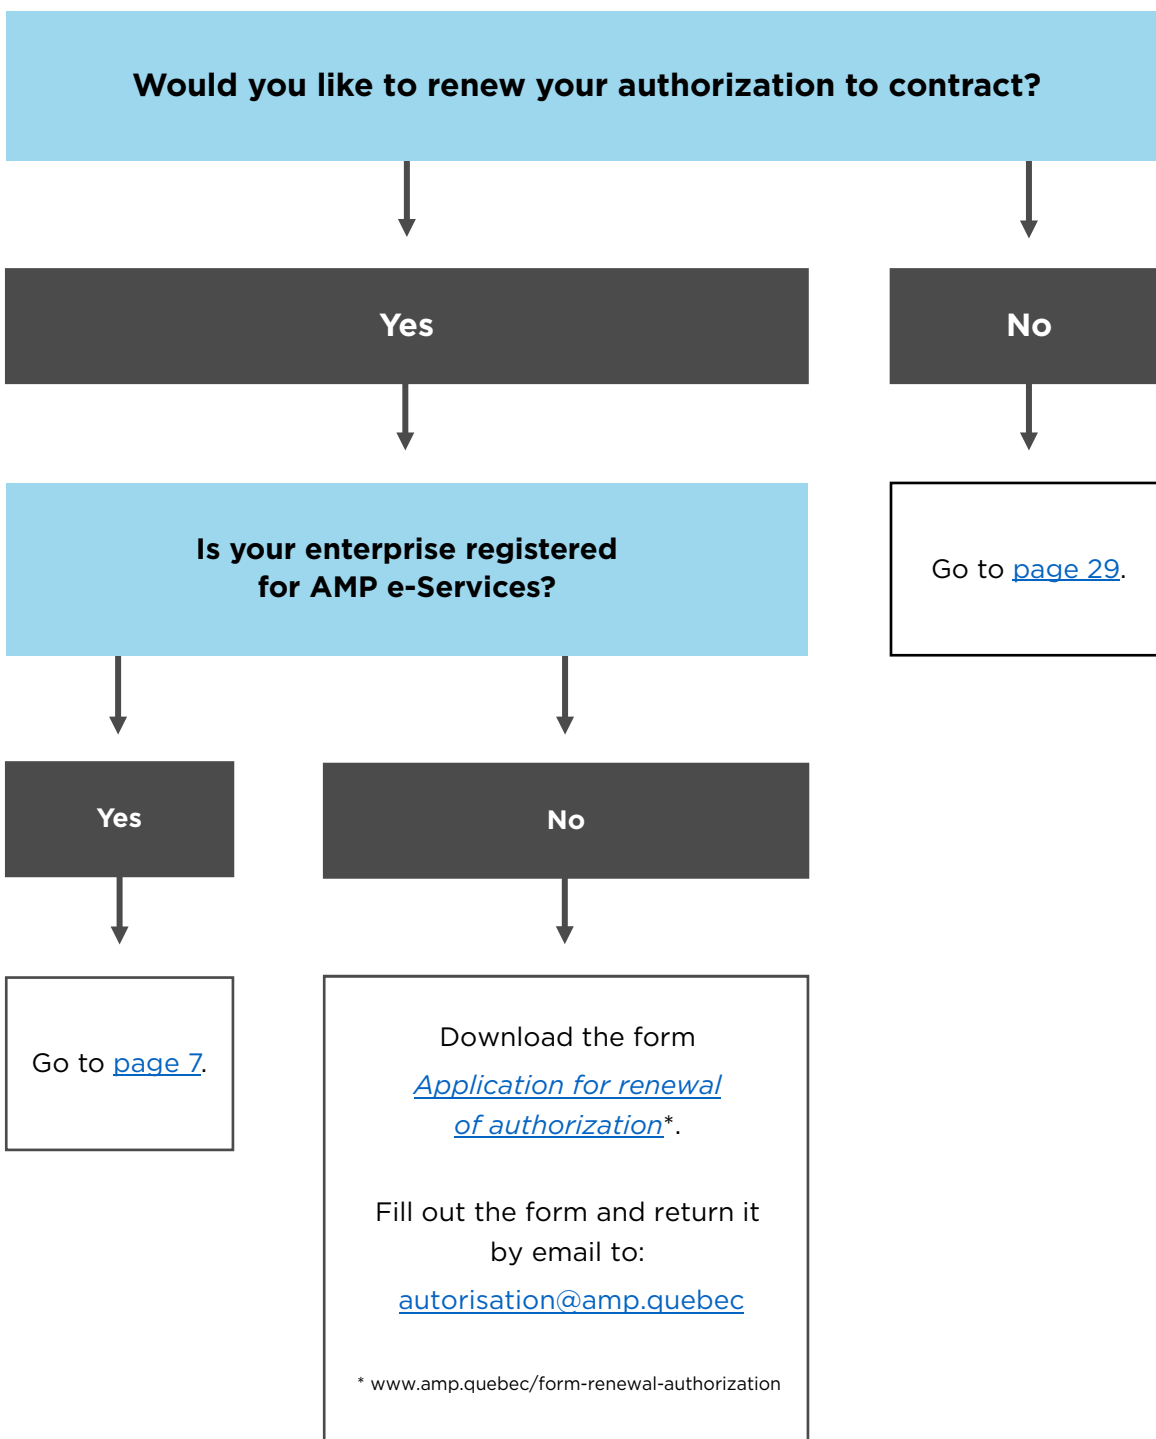 Would you like to renew your authorization to contract?
Yes
No
Is your enterprise registered
for AMP e-Services?
Go to page 29.
Yes
No
Go to page 7.
Download the form
Application for renewal
of authorization*.
Fill out the form and return it
by email to:
autorisation@amp.quebec
* www.amp.quebec/form-renewal-authorization